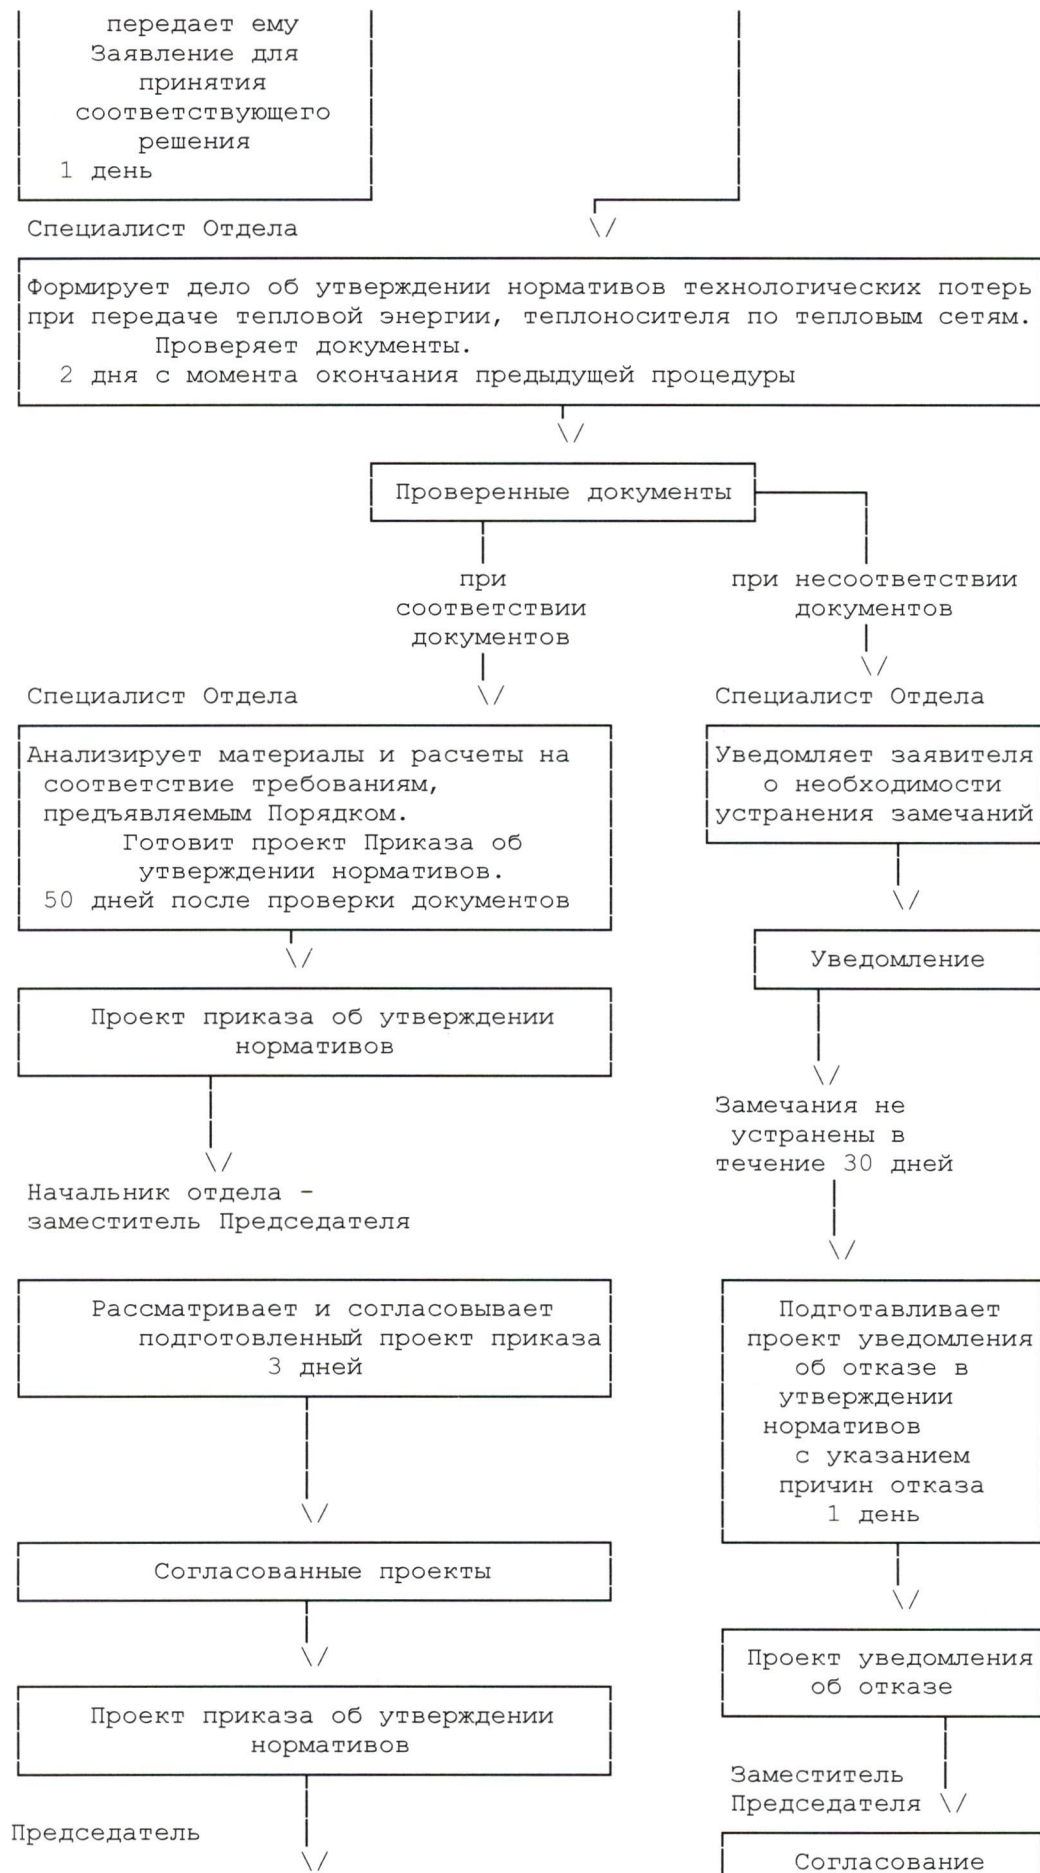 передает ему
Заявление для
принятия
соответствующего
решения
1 день
Специалист Отдела
\/
Формирует дело об утверждении нормативов технологических потерь
при передаче тепловой энергии, теплоносителя по тепловым сетям.
Проверяет документы.
2 дня с момента окончания предыдущей процедуры
\/
Проверенные документы
при
соответствии
документов
\/
при несоответствии
документов
\/
Специалист Отдела
Анализирует материалы и расчеты на
соответствие требованиям,
предъявляемым Порядком.
Готовит проект Приказа об
утверждении нормативов.
50 дней после проверки документов
\/
Проект приказа об утверждении
нормативов
\/
Начальник отдела -
заместитель Председателя
Рассматривает и согласовывает
подготовленный проект приказа
3 дней
\/
Согласованные проекты
\/
Проект приказа об утверждении
нормативов
Председатель
\/
Специалист Отдела
Уведомляет заявителя
о необходимости
устранения замечаний
\/
Уведомление
\/
Замечания не
устранены в
течение 30 дней
\/
Подготавливает
проект уведомления
об отказе в
утверждении
нормативов
с указанием
причин отказа
1 день
\/
Проект уведомления
об отказе
Заместитель
Председателя \/
Согласование